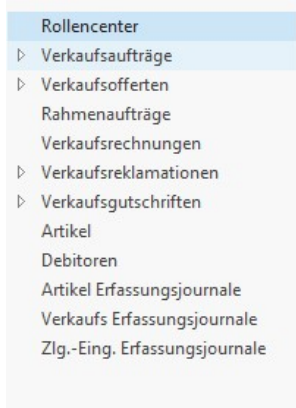 Rollencenter
Verkaufsaufträge
Verkaufsofferten
Rahmenaufträge
Verkaufsrechnungen
Verkaufsreklamationen
Verkaufsgutschriften
Artikel
Debitoren
Artikel Erfassungsjournale
Verkaufs Erfassungsjournale
Zlg.-Eing. Erfassungsjournale